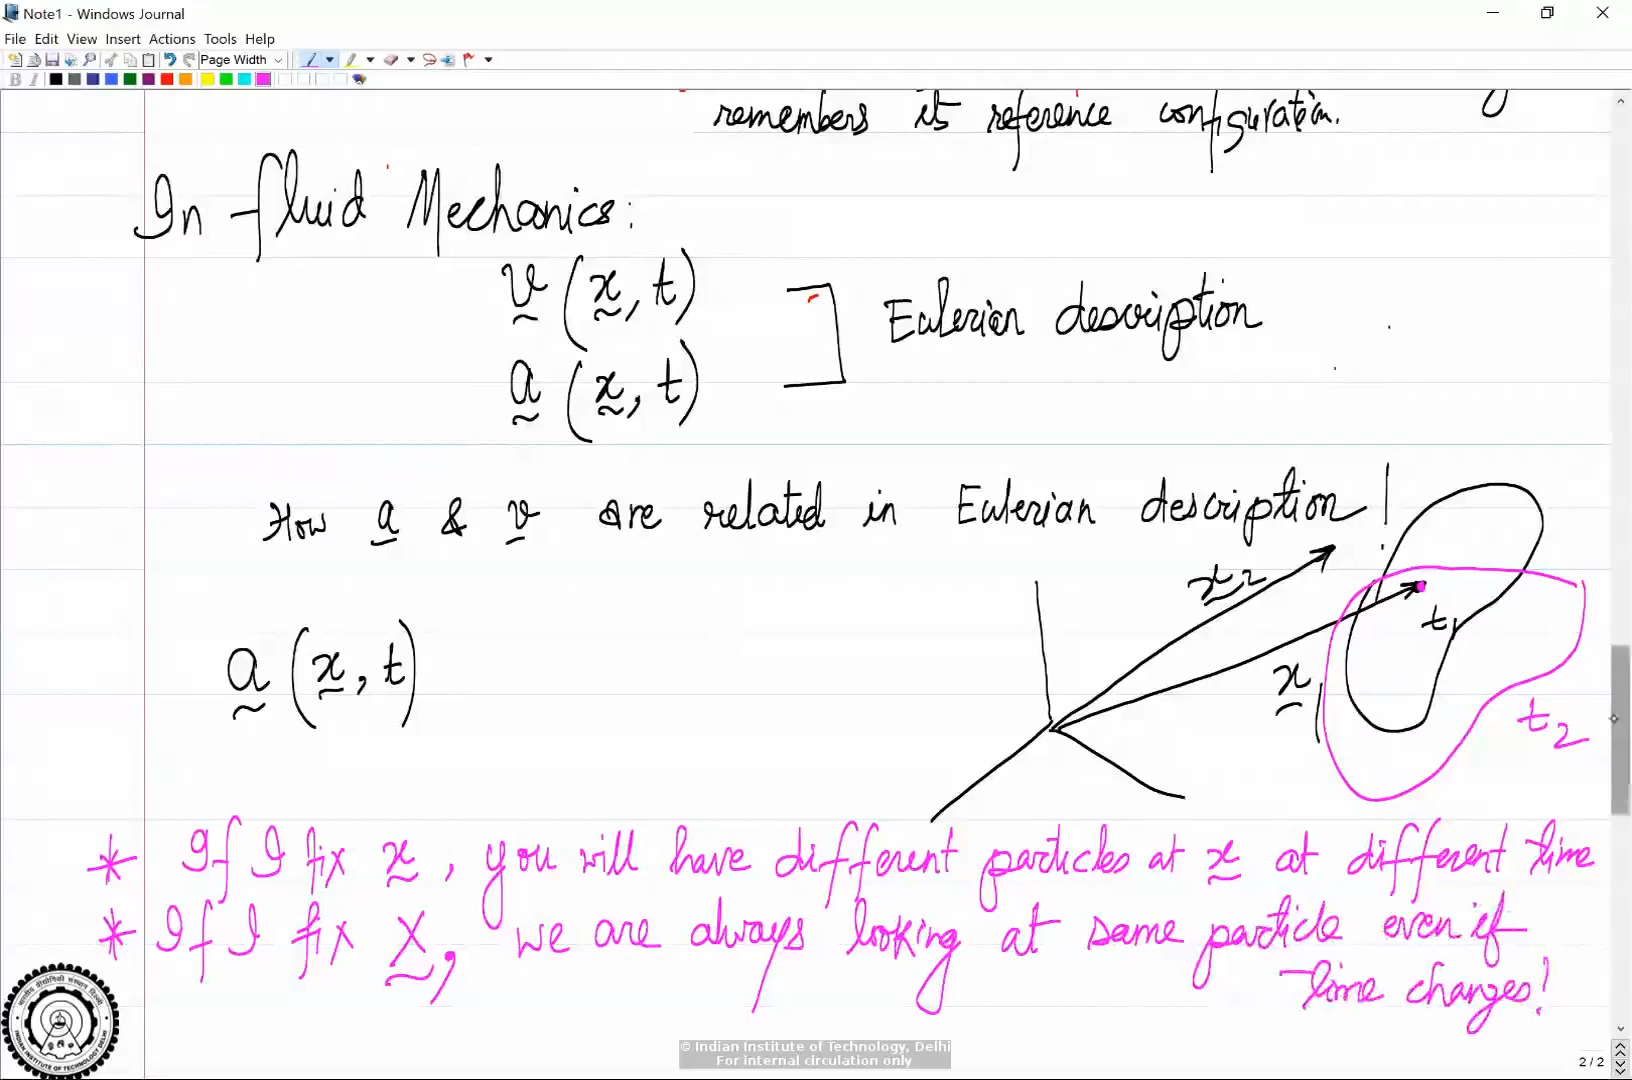 Note1 - Windows Journal
File Edit View Insert Actions Tools Help
Page Width
B I
remembers its reference configuration.
In fluid Mechanics:
v (x, t)
a (x, t)
Eulerian description
How a & v are related in Eulerian description!
x2
t1
x1
t2
a (x, t)
* If I fix x, you will have different particles at x at different time
* If I fix X, we are always looking at same particle even if
time changes!
© Indian Institute of Technology, Delhi
For internal circulation only
2 / 2